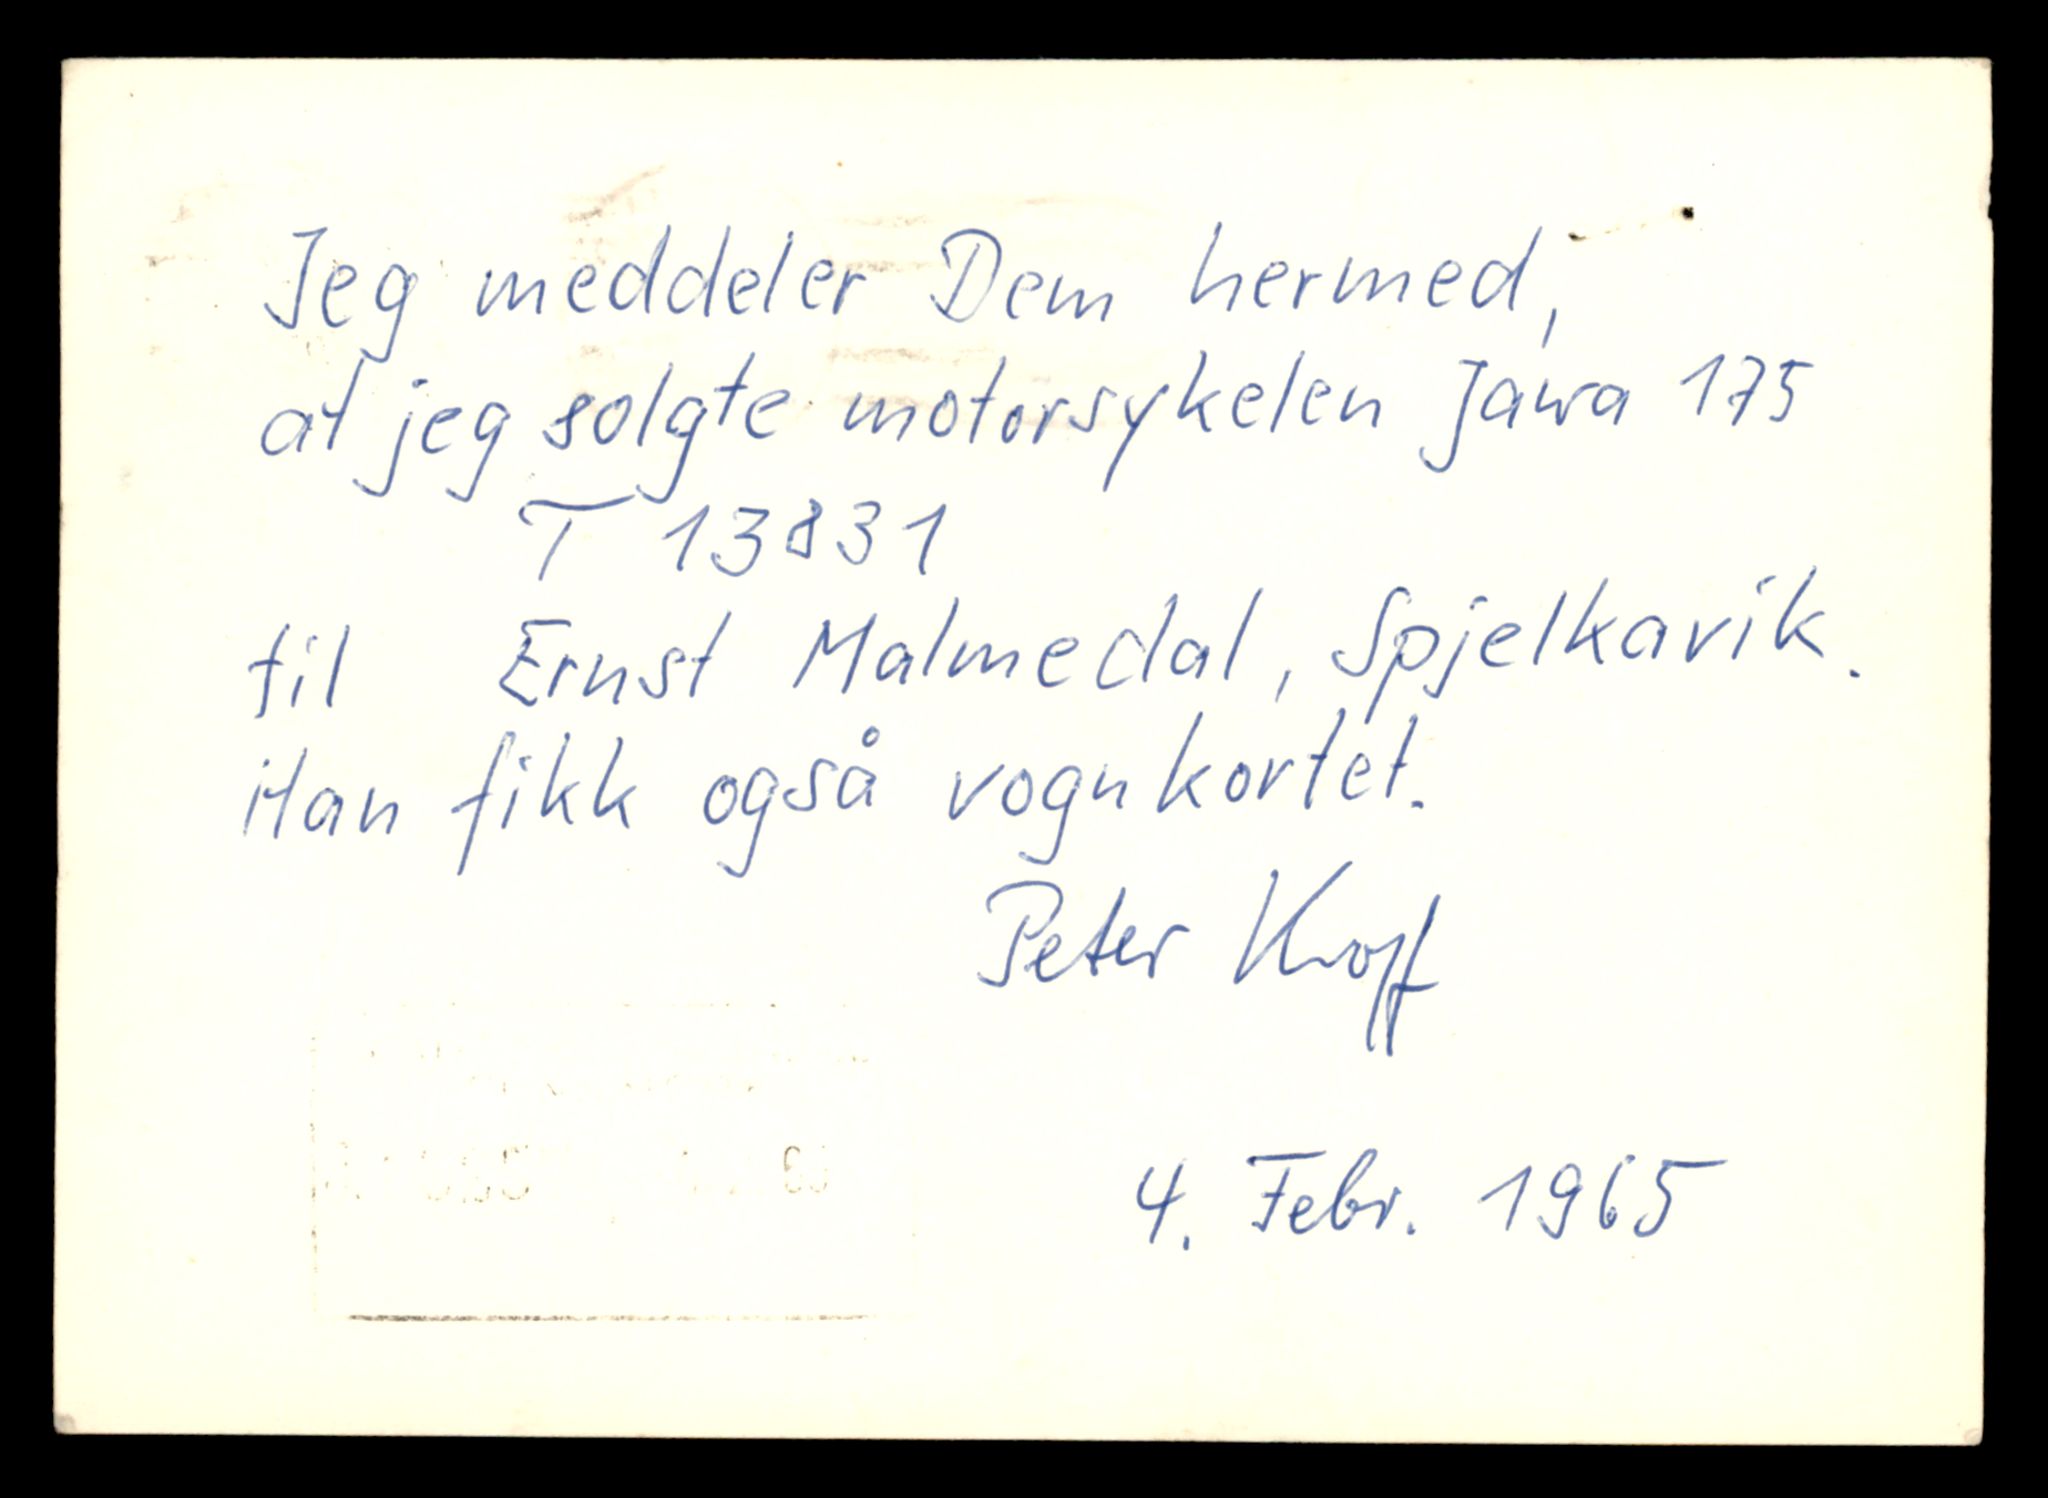 Jeg meddeler Dem hermed,
at jeg solgte motorsykelen Jawa 175
T 13831
til Ernst Malmedal, Spjelkavik.
Han fikk også vognkortet.
Peter Kroff
4. Febr. 1965